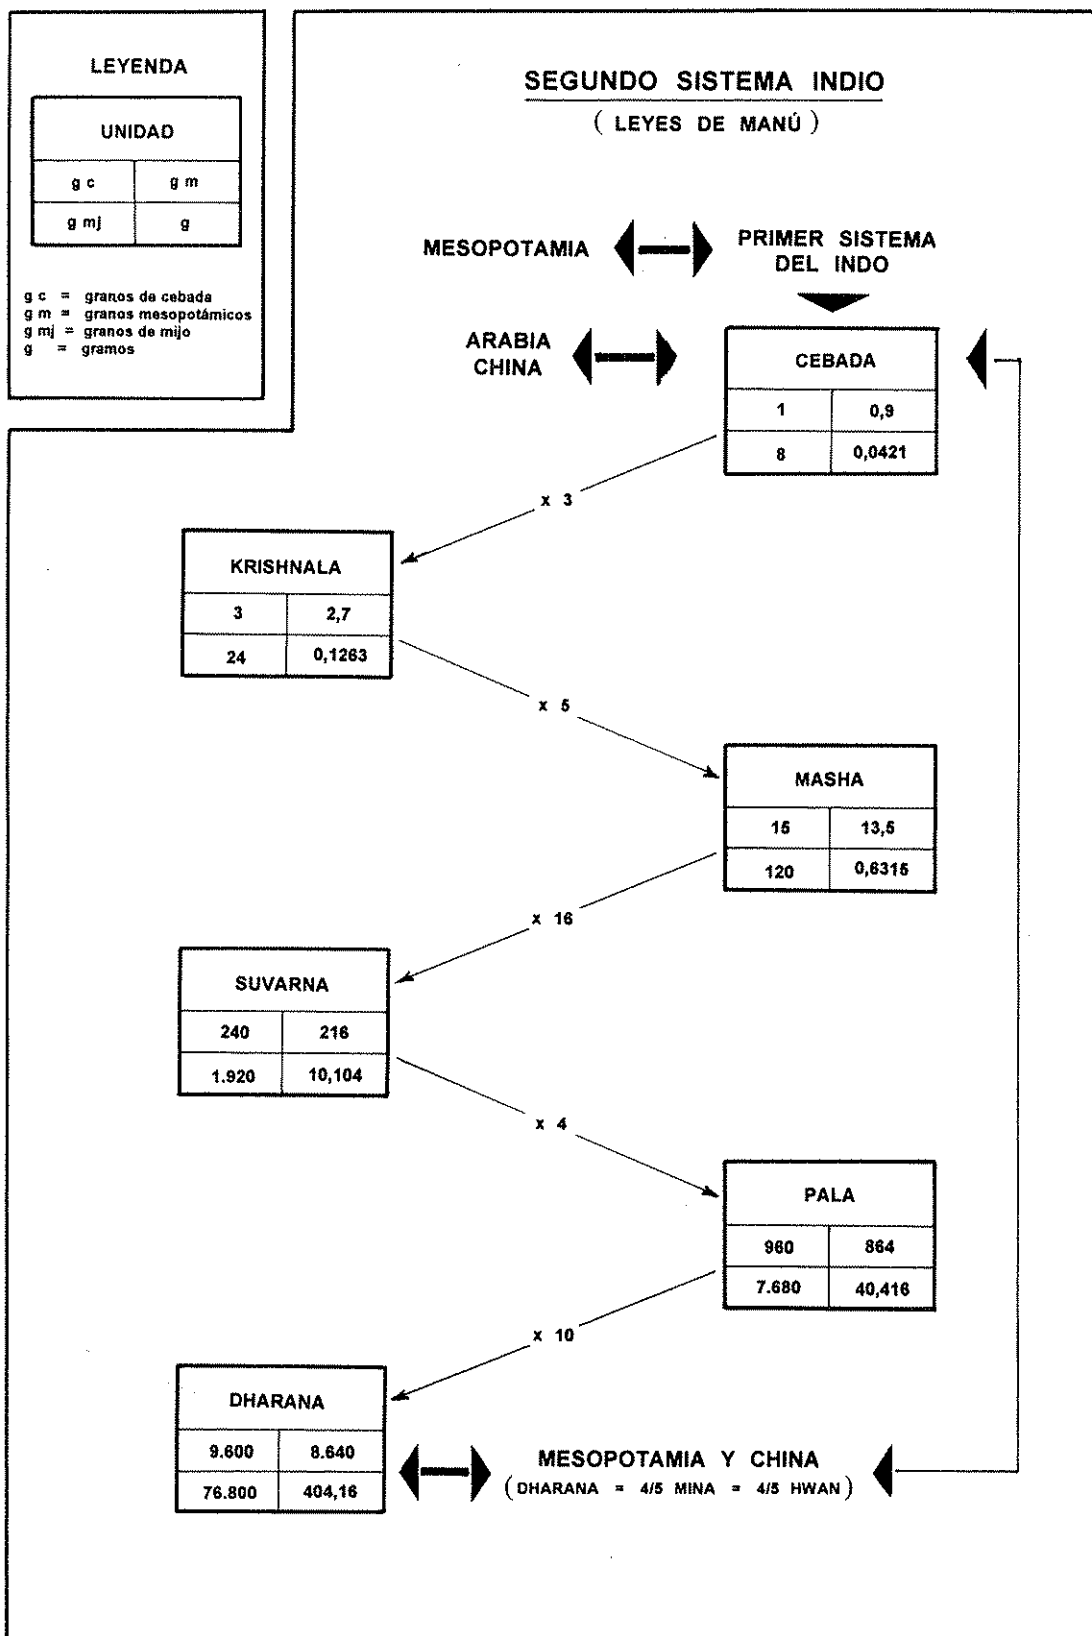 LEYENDA
UNIDAD
g c g m
g mj g
g c = granos de cebada
g m = granos mesopotámicos
g mj = granos de mijo
g = gramos
SEGUNDO SISTEMA INDIO
( LEYES DE MANÚ )
MESOPOTAMIA
PRIMER SISTEMA
DEL INDO
ARABIA
CHINA
CEBADA
1 0,9
8 0,0421
x 3
KRISHNALA
3 2,7
24 0,1263
x 5
MASHA
15 13,5
120 0,6315
x 16
SUVARNA
240 216
1.920 10,104
x 4
PALA
960 864
7.680 40,416
x 10
DHARANA
9.600 8.640
76.800 404,16
MESOPOTAMIA Y CHINA
( DHARANA = 4/5 MINA = 4/5 HWAN )